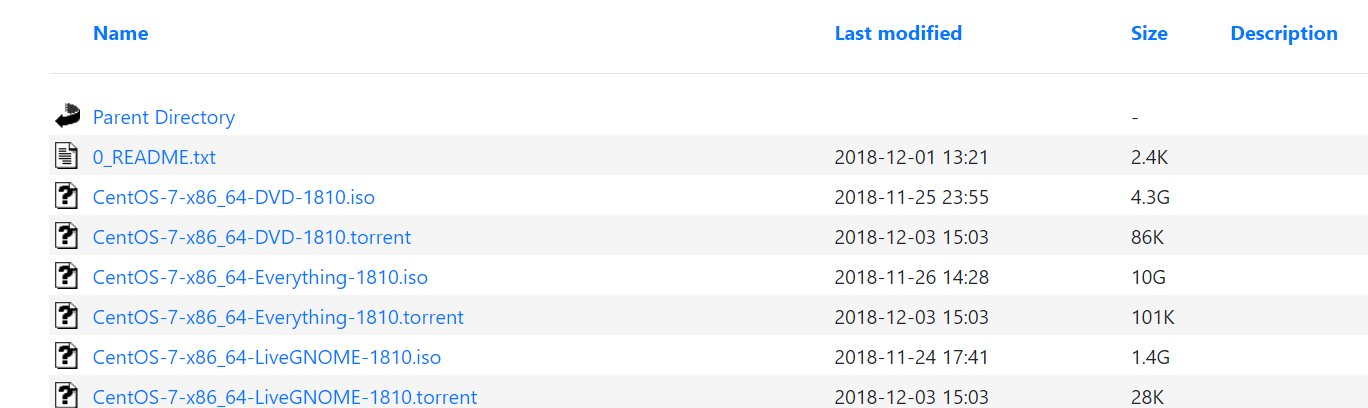 Name Last modified Size Description
Parent Directory -
0_README.txt 2018-12-01 13:21 2.4K
CentOS-7-x86_64-DVD-1810.iso 2018-11-25 23:55 4.3G
CentOS-7-x86_64-DVD-1810.torrent 2018-12-03 15:03 86K
CentOS-7-x86_64-Everything-1810.iso 2018-11-26 14:28 10G
CentOS-7-x86_64-Everything-1810.torrent 2018-12-03 15:03 101K
CentOS-7-x86_64-LiveGNOME-1810.iso 2018-11-24 17:41 1.4G
CentOS-7-x86_64-LiveGNOME-1810.torrent 2018-12-03 15:03 28K